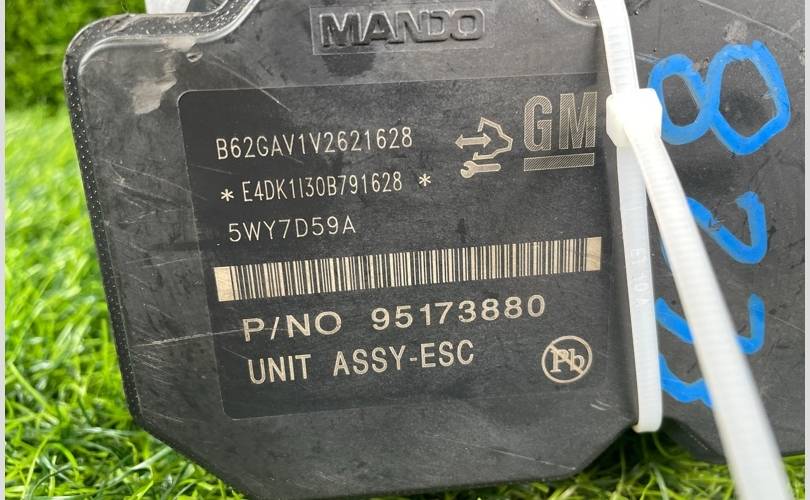 MANDO
GM
B62GAV1V2621628
* E4DK1I30B791628 *
5WY7D59A
P/NO 95173880
UNIT ASSY-ESC
Pb